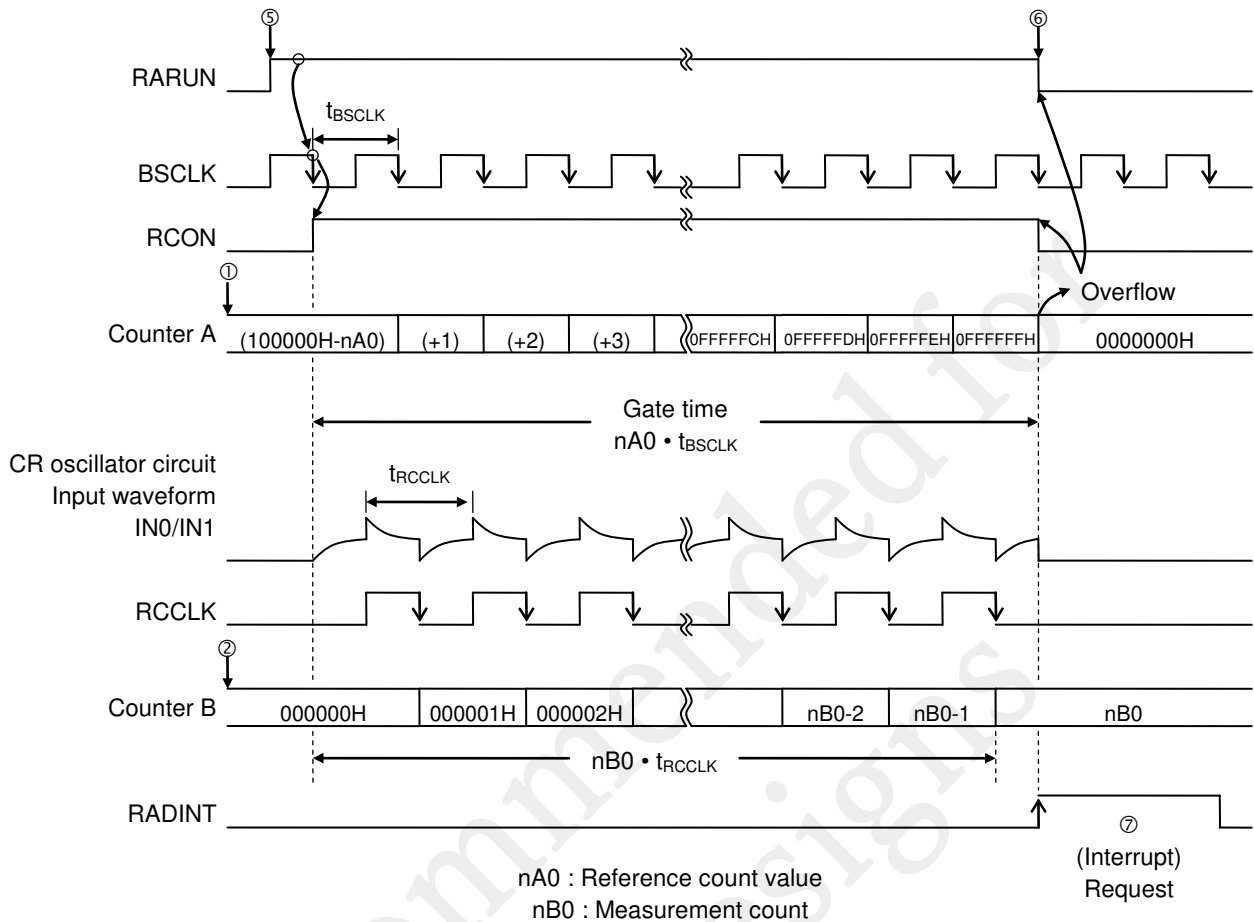 ⑤
⑥
RARUN
tBSCLK
BSCLK
RCON
①
Overflow
Counter A
(100000H-nA0)
(+1)
(+2)
(+3)
0FFFFFCH
0FFFFFDH
0FFFFFEH
0FFFFFFH
0000000H
Gate time
nA0 • tBSCLK
CR oscillator circuit
Input waveform
IN0/IN1
tRCCLK
RCCLK
②
Counter B
000000H
000001H
000002H
nB0-2
nB0-1
nB0
nB0 • tRCCLK
RADINT
⑦
(Interrupt)
Request
nA0 : Reference count value
nB0 : Measurement count